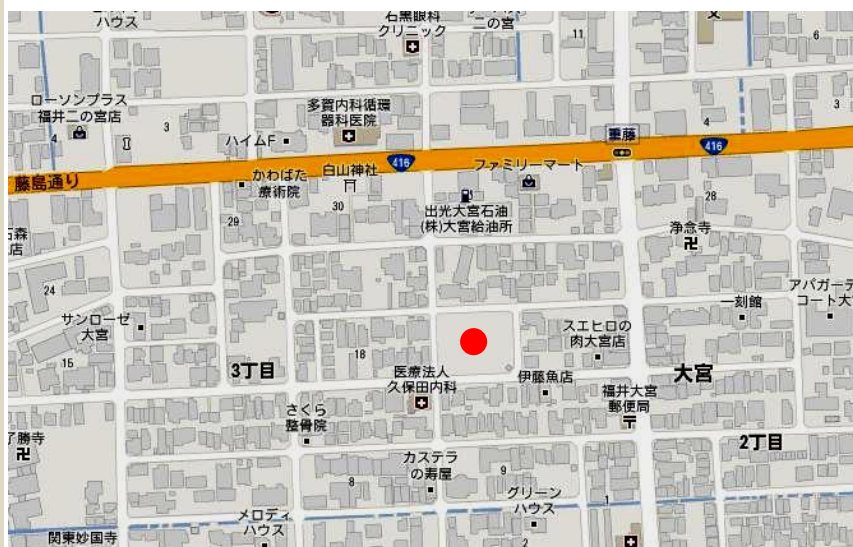 ハウス
石黒眼科
クリニック
二の宮
11
6
ローソンプラス
福井二の宮店
4
3
ハイムF
多賀内科循環
器科医院
4
3
重藤
416
416
藤島通り
かわばた
療術院
白山神社
ファミリーマート
出光大宮石油
(株)大宮給油所
29
30
28
浄念寺
24
サンローゼ
大宮
一刻館
アパガーデ
コート大
15
3丁目
18
医療法人
久保田内科
スエヒロの
肉大宮店
伊藤魚店
大宮
福井大宮
郵便局
さくら
整骨院
了勝寺
2丁目
カステラ
の寿屋
8
9
グリーン
ハウス
1
メロディ
ハウス
2
関東妙国寺